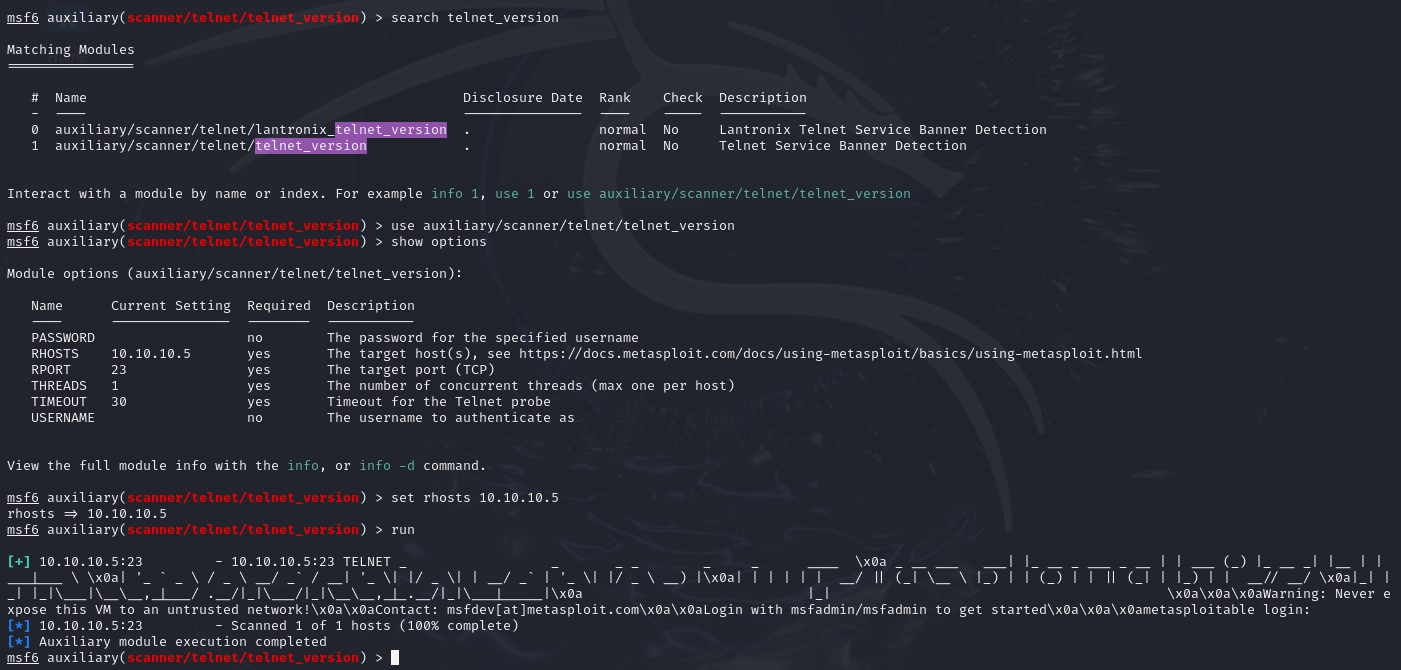 msf6 auxiliary(scanner/telnet/telnet_version) > search telnet_version
Matching Modules
================
#  Name                                                Disclosure Date  Rank    Check  Description
-  ----                                                ---------------  ----    -----  -----------
0  auxiliary/scanner/telnet/lantronix_telnet_version  .                normal  No     Lantronix Telnet Service Banner Detection
1  auxiliary/scanner/telnet/telnet_version            .                normal  No     Telnet Service Banner Detection
Interact with a module by name or index. For example info 1, use 1 or use auxiliary/scanner/telnet/telnet_version
msf6 auxiliary(scanner/telnet/telnet_version) > use auxiliary/scanner/telnet/telnet_version
msf6 auxiliary(scanner/telnet/telnet_version) > show options
Module options (auxiliary/scanner/telnet/telnet_version):
Name      Current Setting  Required  Description
----      ---------------  --------  -----------
PASSWORD                   no        The password for the specified username
RHOSTS    10.10.10.5       yes       The target host(s), see https://docs.metasploit.com/docs/using-metasploit/basics/using-metasploit.html
RPORT     23               yes       The target port (TCP)
THREADS   1                yes       The number of concurrent threads (max one per host)
TIMEOUT   30               yes       Timeout for the Telnet probe
USERNAME                   no        The username to authenticate as
View the full module info with the info, or info -d command.
msf6 auxiliary(scanner/telnet/telnet_version) > set rhosts 10.10.10.5
rhosts => 10.10.10.5
msf6 auxiliary(scanner/telnet/telnet_version) > run
[+] 10.10.10.5:23         - 10.10.10.5:23 TELNET _                  _       _ _        _     _      ____  \x0a _ __ ___   ___| |_ __ _ ___ _ __ | | ___ (_) |_ __ _| |__ | | 
___|___ \ \x0a| '_ ` _ \ / _ \ __/ _` / __| '_ \| |/ _ \| | __/ _` | '_ \| |/ _ \ __) |\x0a| | | | | |  __/ || (_| \__ \ |_) | | (_) | | || (_| | |_) | |  __// __/ \x0a|_| |
_| |_|\___|\__\__,_|___/ .__/|_|\___/|_|\__\__,_|_.__/|_|\___|_____|\x0a                            |_|                                          \x0a\x0a\x0aWarning: Never e
xpose this VM to an untrusted network!\x0a\x0aContact: msfdev[at]metasploit.com\x0a\x0aLogin with msfadmin/msfadmin to get started\x0a\x0a\x0ametasploitable login:
[*] 10.10.10.5:23         - Scanned 1 of 1 hosts (100% complete)
[*] Auxiliary module execution completed
msf6 auxiliary(scanner/telnet/telnet_version) >